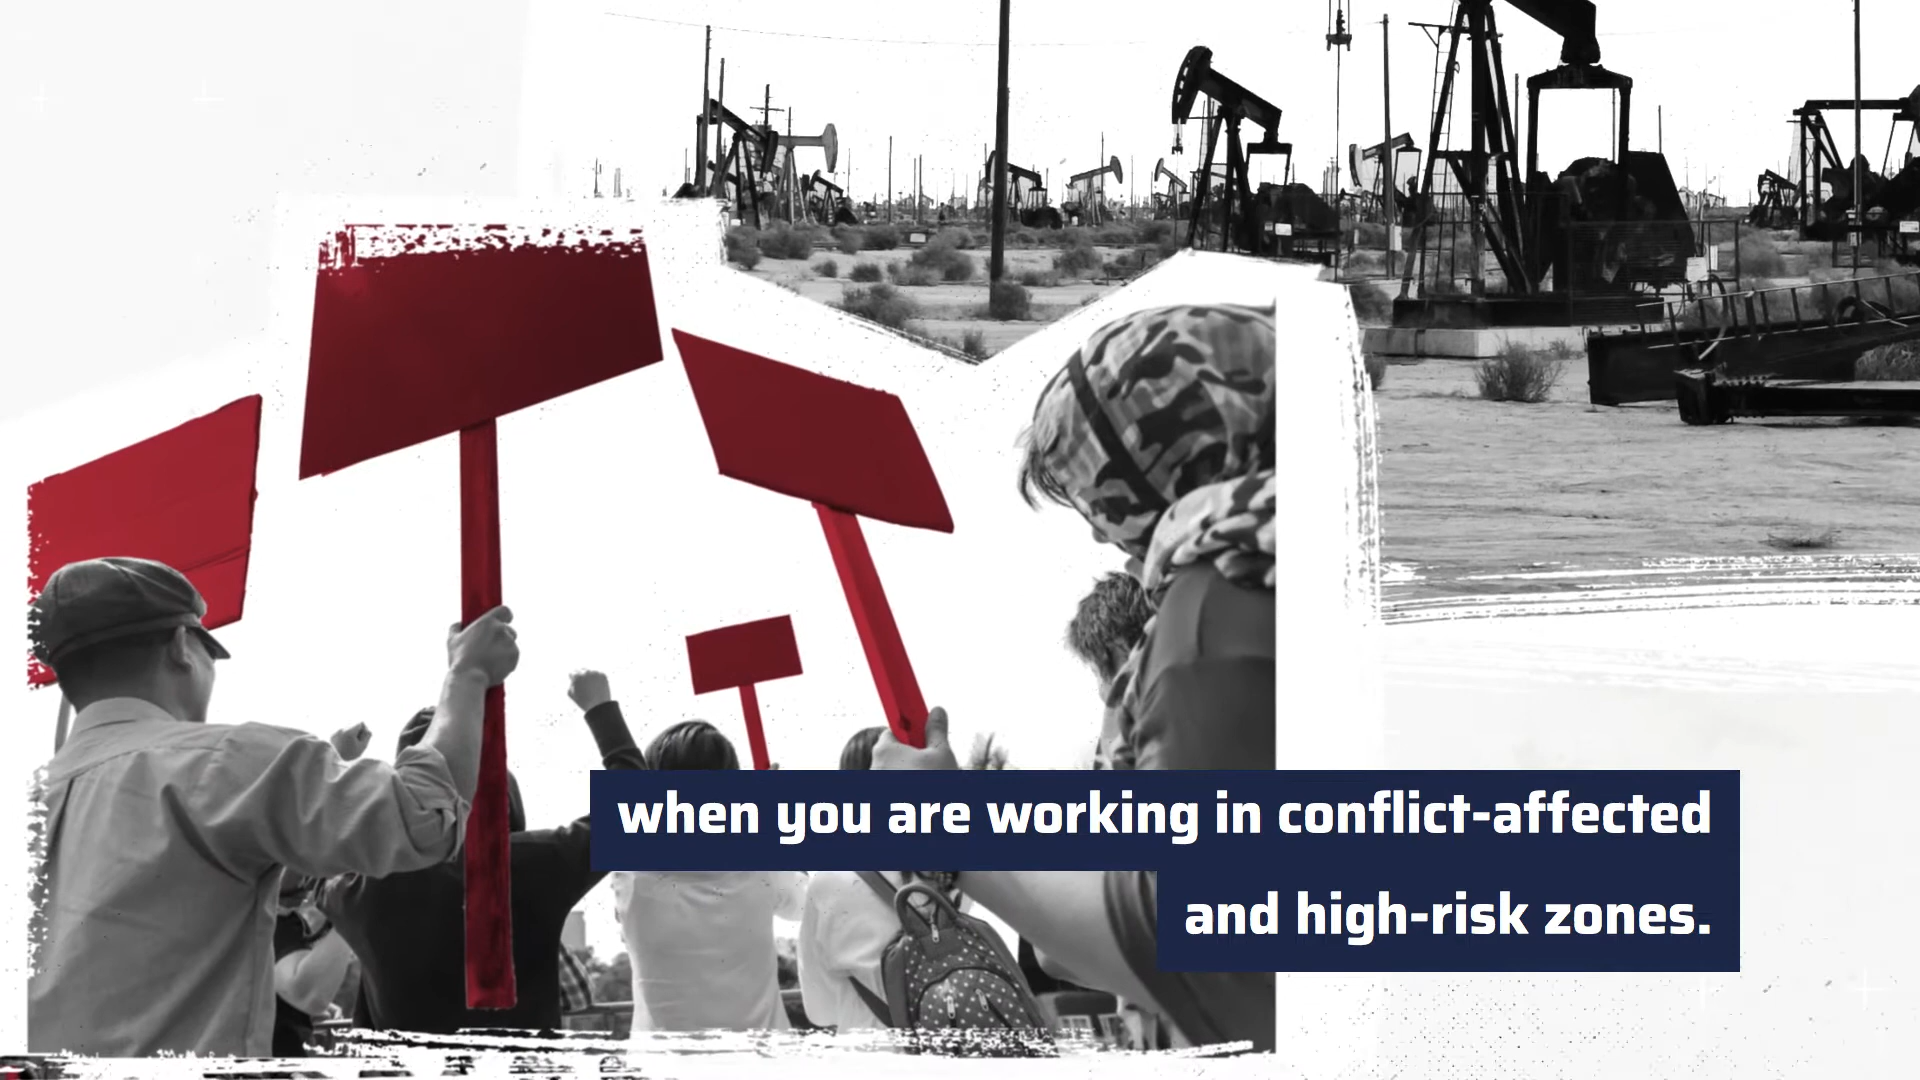 when you are working in conflict-affected
and high-risk zones.